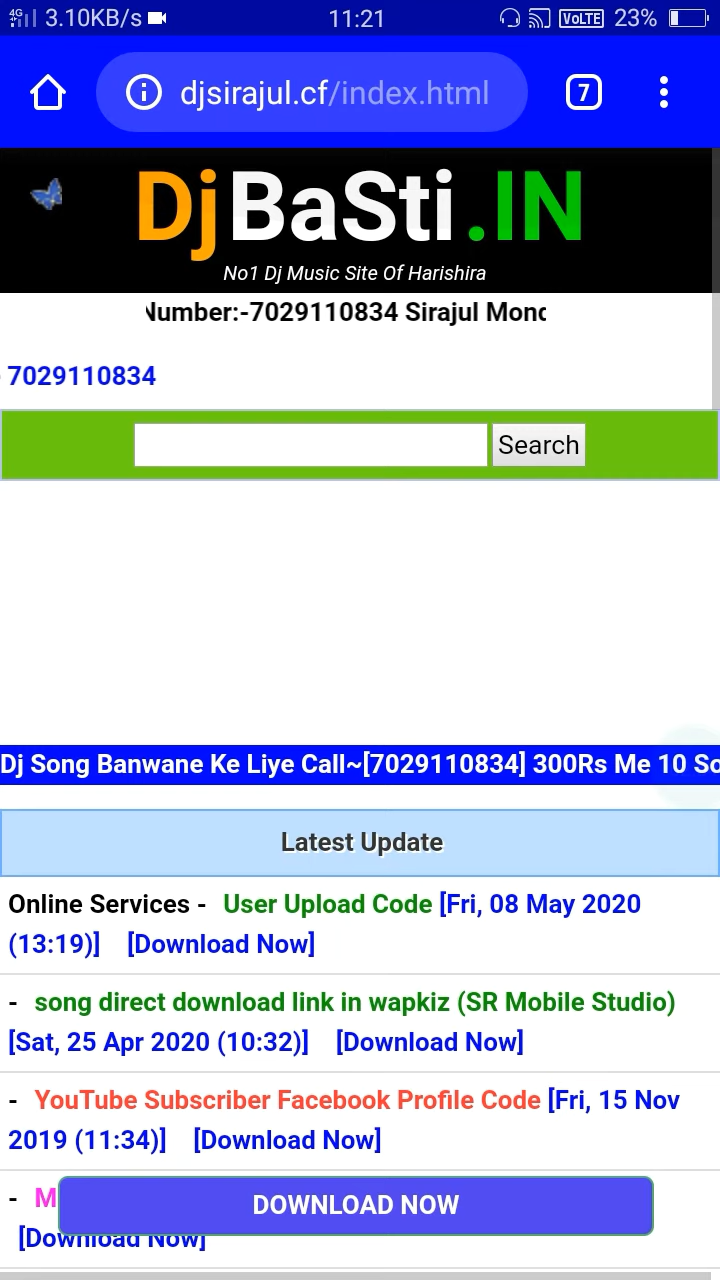 4G 3.10KB/s 11:21 VoLTE 23%
djsirajul.cf/index.html 7
DjBaSti.IN
No1 Dj Music Site Of Harishira
Number:-7029110834 Sirajul
7029110834
Search
Dj Song Banwane Ke Liye Call~[7029110834] 300Rs Me 10
Latest Update
Online Services - User Upload Code [Fri, 08 May 2020
(13:19)] [Download Now]
- song direct download link in wapkiz (SR Mobile Studio)
[Sat, 25 Apr 2020 (10:32)] [Download Now]
- YouTube Subscriber Facebook Profile Code [Fri, 15 Nov
2019 (11:34)] [Download Now]
- M
DOWNLOAD NOW
[Download Now]